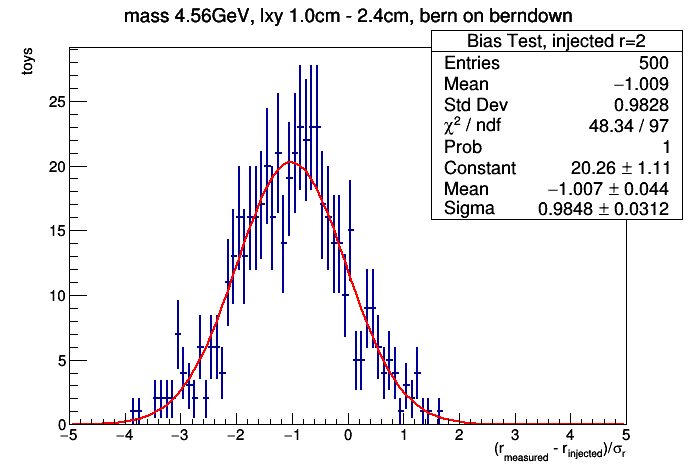 mass 4.56GeV, lxy 1.0cm - 2.4cm, bern on berndown
toys
Bias Test, injected r=2
Entries 500
Mean −1.009
Std Dev 0.9828
χ² / ndf 48.34 / 97
Prob 1
Constant 20.26 ± 1.11
Mean −1.007 ± 0.044
Sigma 0.9848 ± 0.0312
25
20
15
10
5
0
−5 −4 −3 −2 −1 0 1 2 3 4 5
(r_measured - r_injected)/σ_r